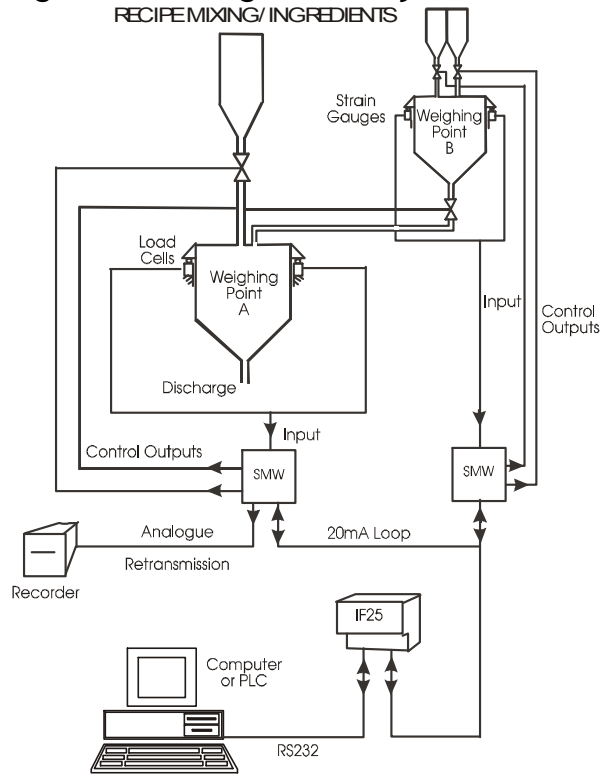 RECIPE MIXING/ INGREDIENTS
Strain
Gauges
Weighing
Point
B
Load
Cells
Weighing
Point
A
Input
Control
Outputs
Discharge
Input
Control Outputs
SMW
SMW
Analogue
Retransmission
20mA Loop
Recorder
IF25
Computer
or PLC
RS232